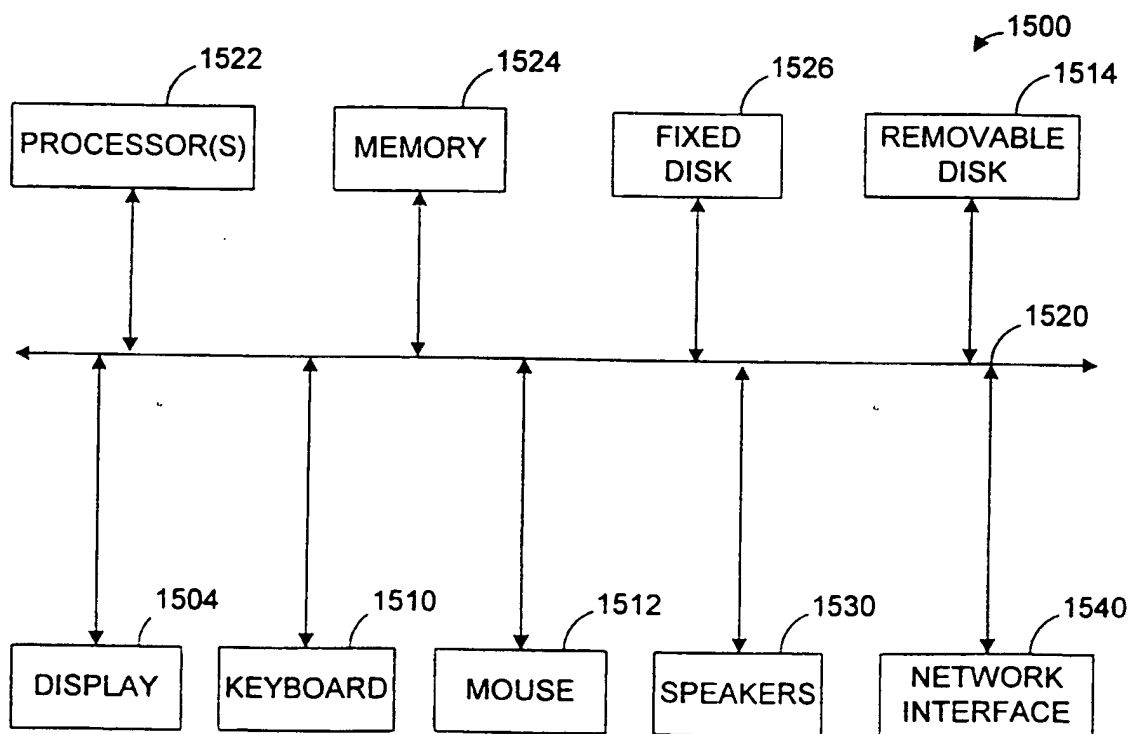 1500
1522
1524
1526
1514
PROCESSOR(S)
MEMORY
FIXED
DISK
REMOVABLE
DISK
1520
1504
1510
1512
1530
1540
DISPLAY
KEYBOARD
MOUSE
SPEAKERS
NETWORK
INTERFACE